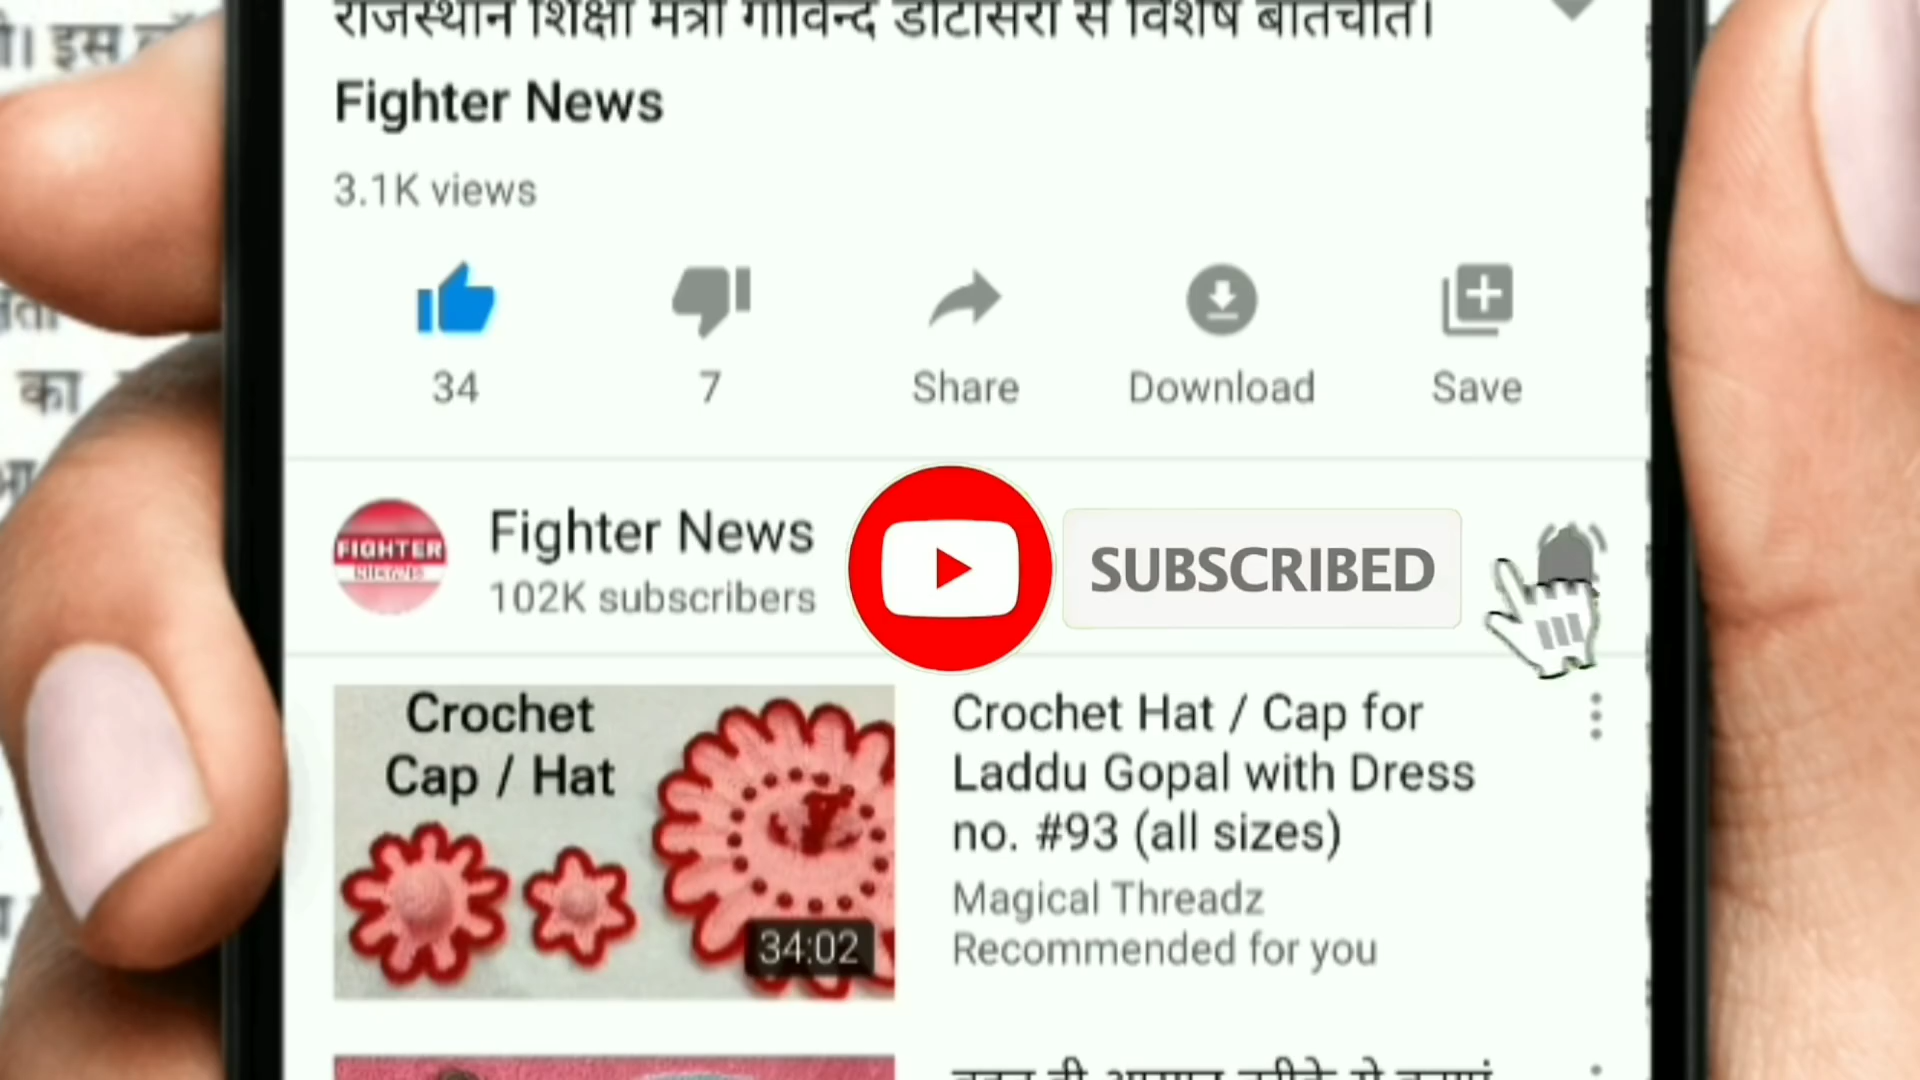 राजस्थान शिक्षा मंत्री गोविन्द डोटासरा से विशेष बातचीत।
Fighter News
3.1K views
34
7
Share
Download
Save
FIGHTER
Fighter News
102K subscribers
SUBSCRIBED
Crochet
Cap / Hat
34:02
Crochet Hat / Cap for
Laddu Gopal with Dress
no. #93 (all sizes)
Magical Threadz
Recommended for you
इस
का